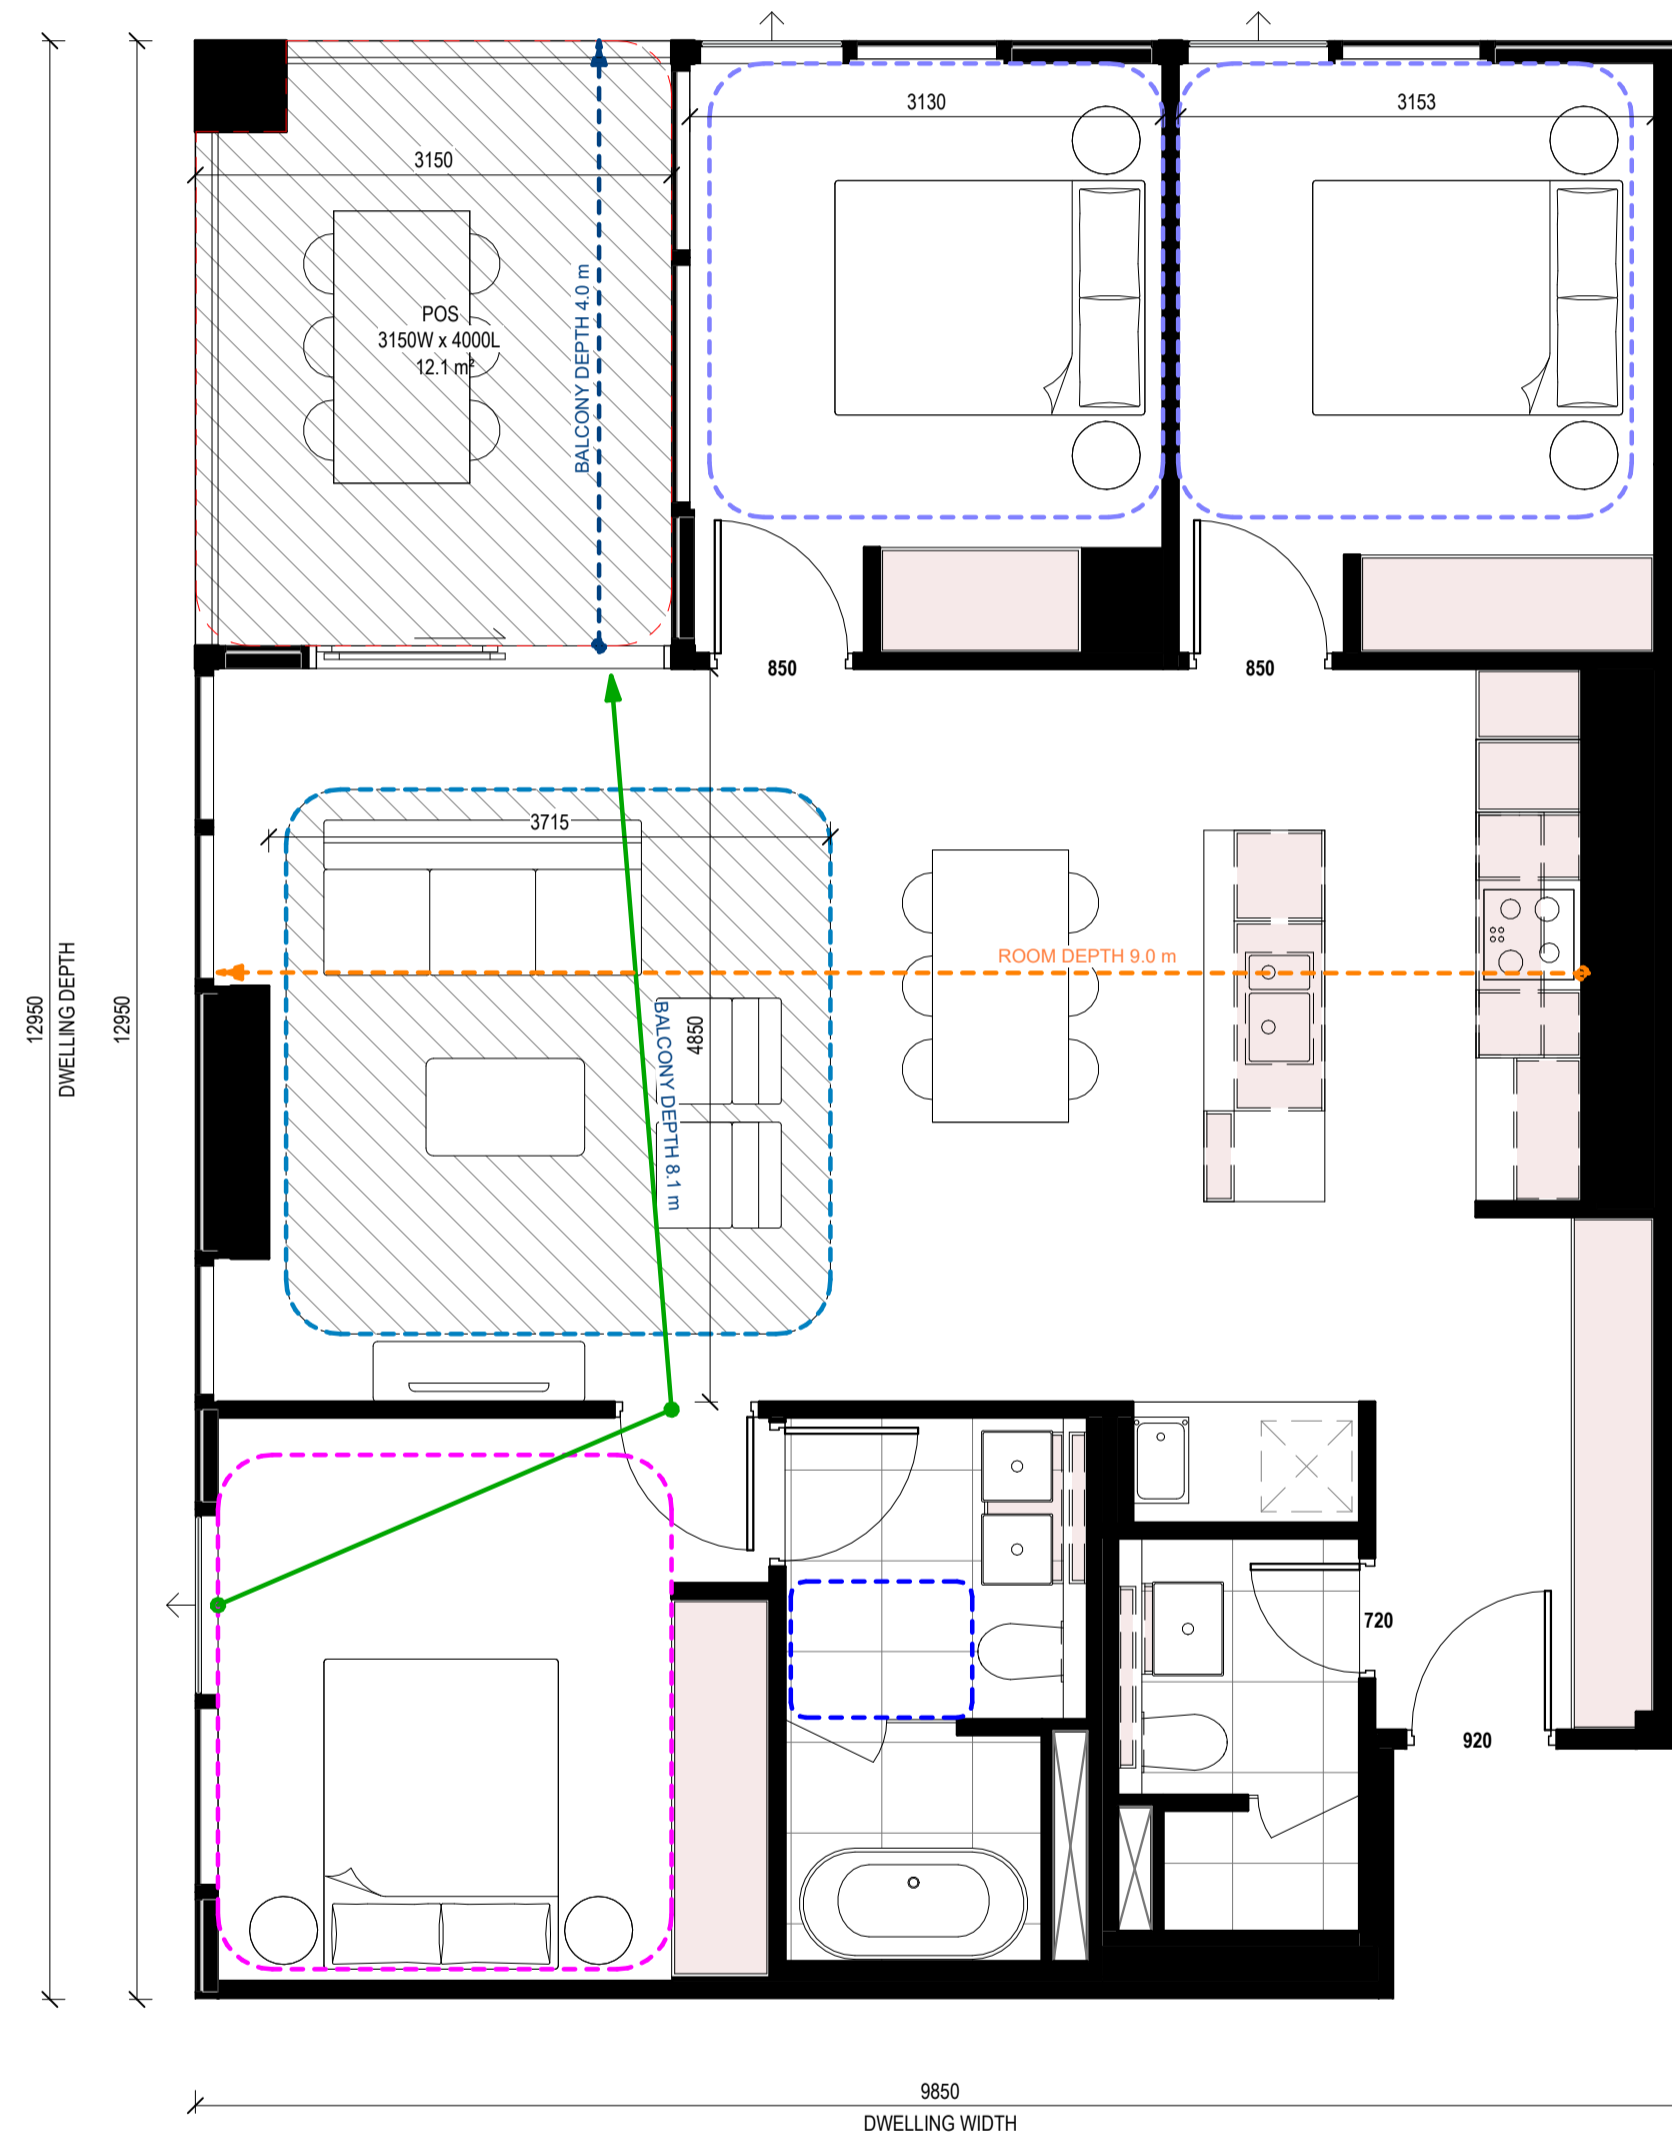 3130
3153
3150
POS
3150W x 4000L
12.1 m²
BALCONY DEPTH 4.0 m
850
850
3715
ROOM DEPTH 9.0 m
BALCONY DEPTH 8.1 m
4850
12950
DWELLING DEPTH
12950
720
920
9850
DWELLING WIDTH